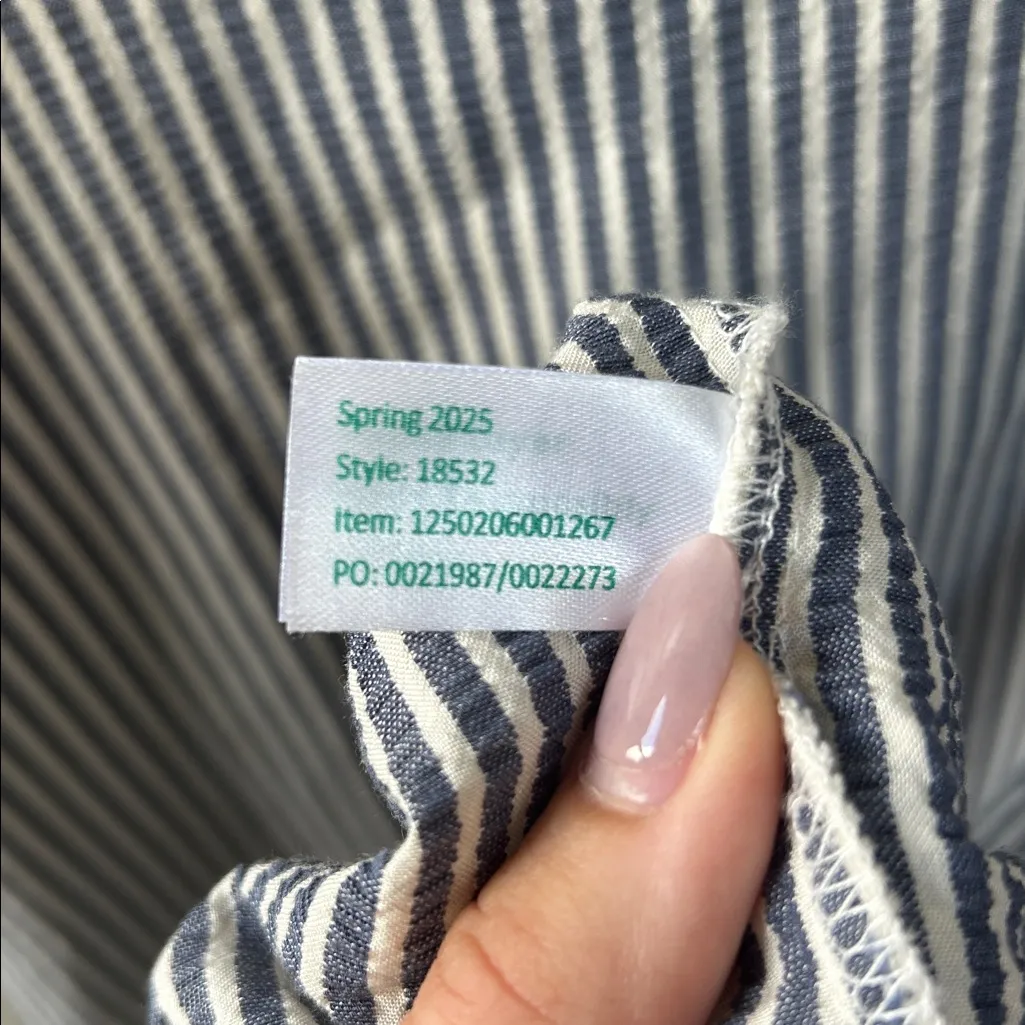 Spring 2025
Style: 18532
Item: 1250206001267
PO: 0021987/0022273